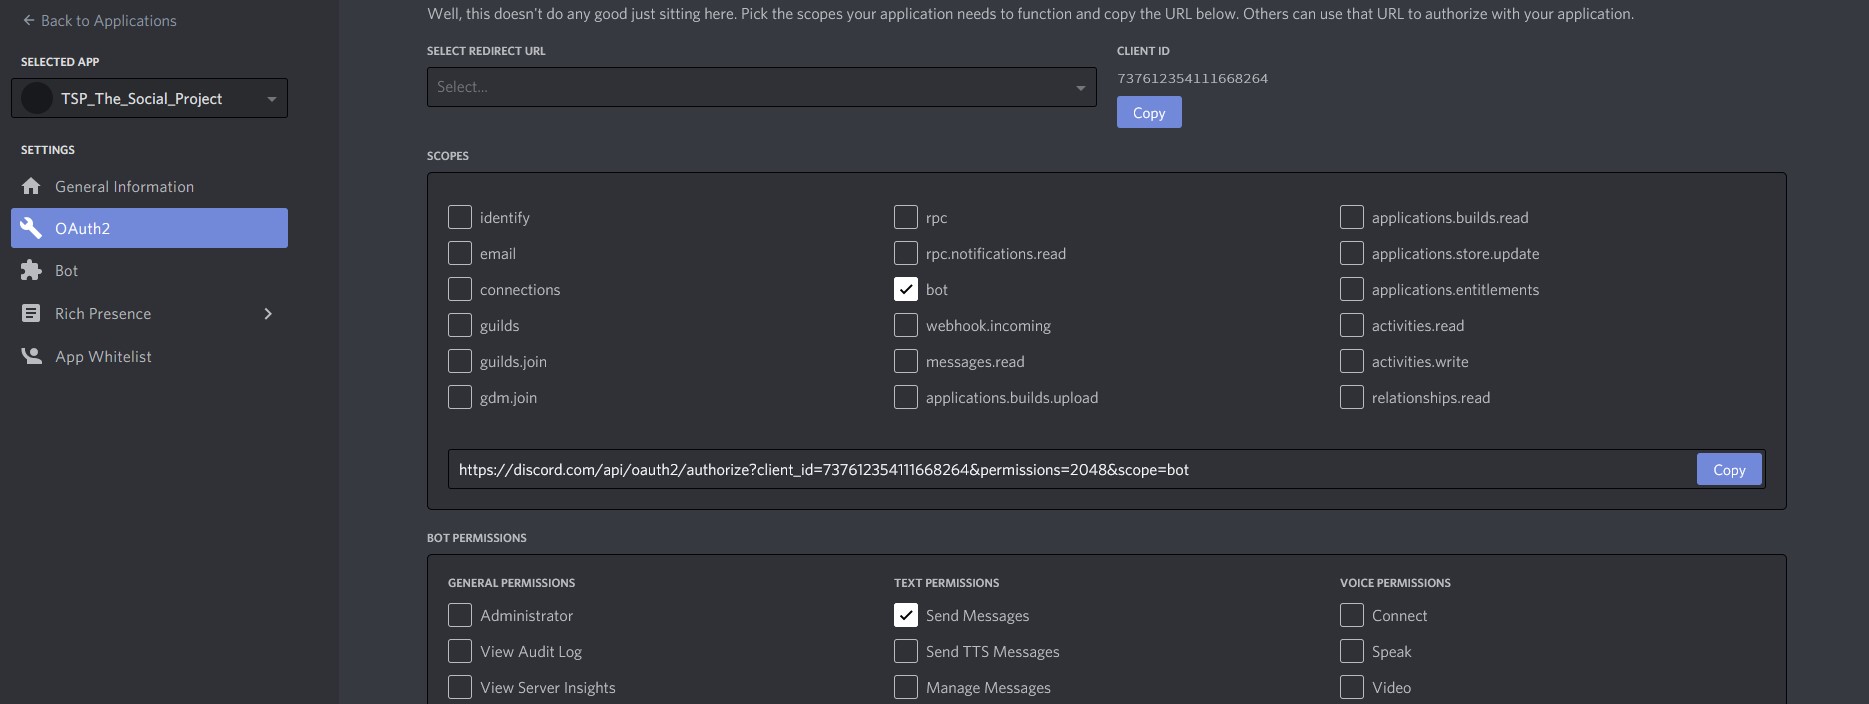 Back to Applications
SELECTED APP
TSP_The_Social_Project
SETTINGS
General Information
OAuth2
Bot
Rich Presence
App Whitelist
Well, this doesn't do any good just sitting here. Pick the scopes your application needs to function and copy the URL below. Others can use that URL to authorize with your application.
SELECT REDIRECT URL
Select...
CLIENT ID
737612354111668264
Copy
SCOPES
identify
email
connections
guilds
guilds.join
gdm.join
rpc
rpc.notifications.read
bot
webhook.incoming
messages.read
applications.builds.upload
applications.builds.read
applications.store.update
applications.entitlements
activities.read
activities.write
relationships.read
https://discord.com/api/oauth2/authorize?client_id=737612354111668264&permissions=2048&scope=bot
Copy
BOT PERMISSIONS
GENERAL PERMISSIONS
Administrator
View Audit Log
View Server Insights
TEXT PERMISSIONS
Send Messages
Send TTS Messages
Manage Messages
VOICE PERMISSIONS
Connect
Speak
Video